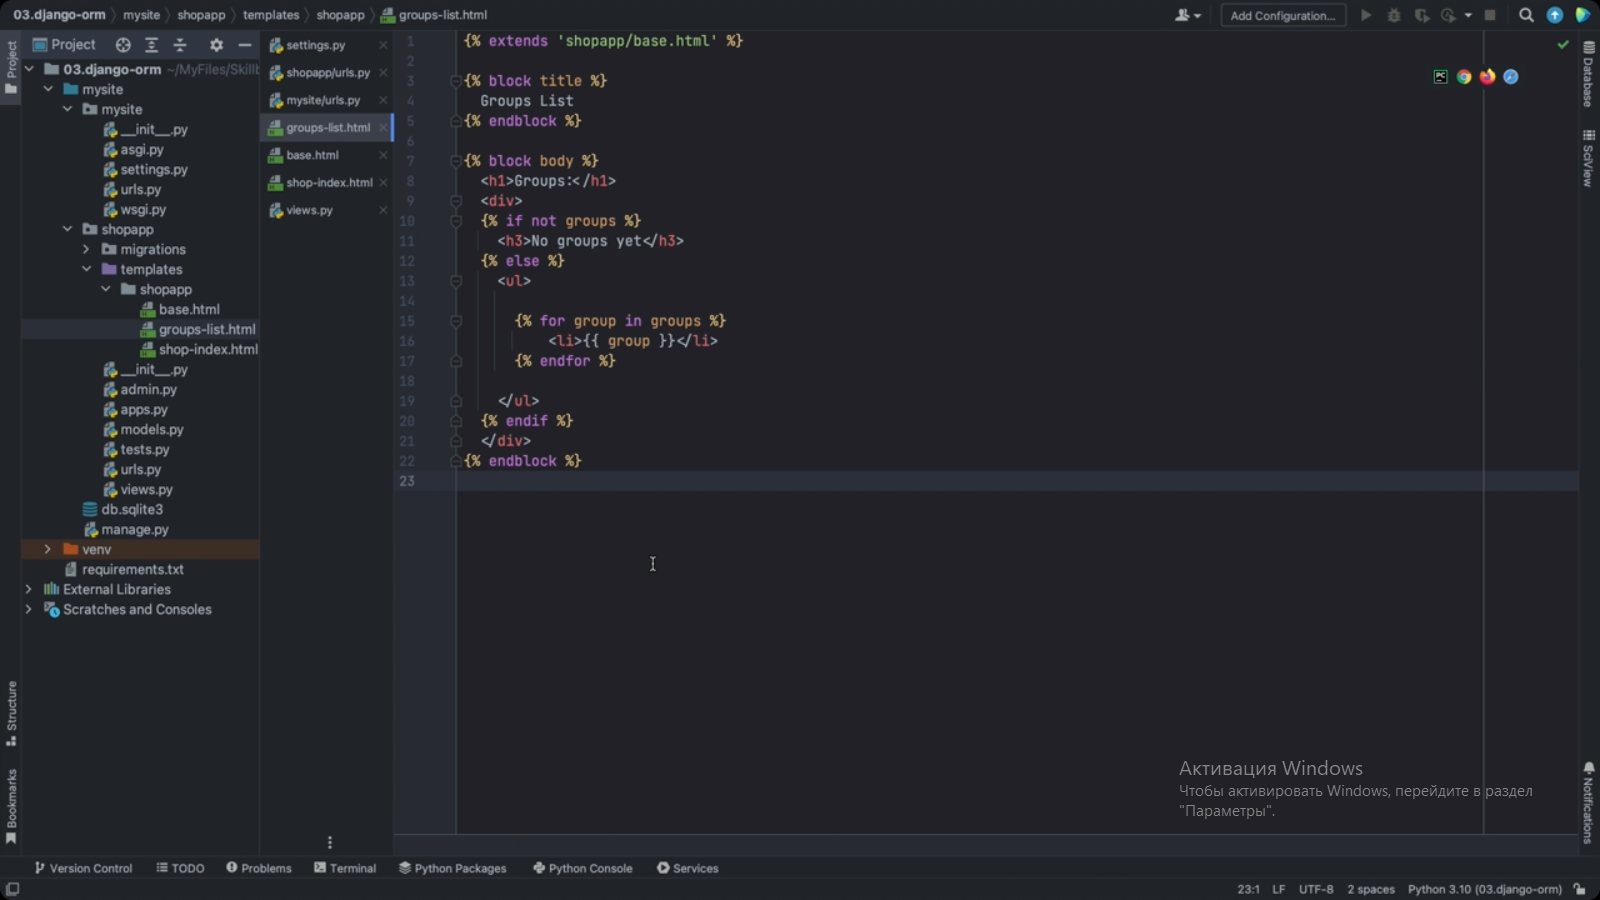 03.django-orm mysite shopapp templates shopapp groups-list.html
Add Configuration...
Project
Project
03.django-orm ~/MyFiles/Skillb
mysite
mysite
__init__.py
asgi.py
settings.py
urls.py
wsgi.py
shopapp
migrations
templates
shopapp
base.html
groups-list.html
shop-index.html
__init__.py
admin.py
apps.py
models.py
tests.py
urls.py
views.py
db.sqlite3
manage.py
venv
requirements.txt
External Libraries
Scratches and Consoles
Structure
Bookmarks
settings.py
shopapp/urls.py
mysite/urls.py
groups-list.html
base.html
shop-index.html
views.py
1 {% extends 'shopapp/base.html' %}
2
3 {% block title %}
4 Groups List
5 {% endblock %}
6
7 {% block body %}
8 <h1>Groups:</h1>
9 <div>
10 {% if not groups %}
11 <h3>No groups yet</h3>
12 {% else %}
13 <ul>
14
15 {% for group in groups %}
16 <li>{{ group }}</li>
17 {% endfor %}
18
19 </ul>
20 {% endif %}
21 </div>
22 {% endblock %}
23
PC
Database
SciView
Notifications
Активация Windows
Чтобы активировать Windows, перейдите в раздел
"Параметры".
Version Control TODO Problems Terminal Python Packages Python Console Services
23:1 LF UTF-8 2 spaces Python 3.10 (03.django-orm)